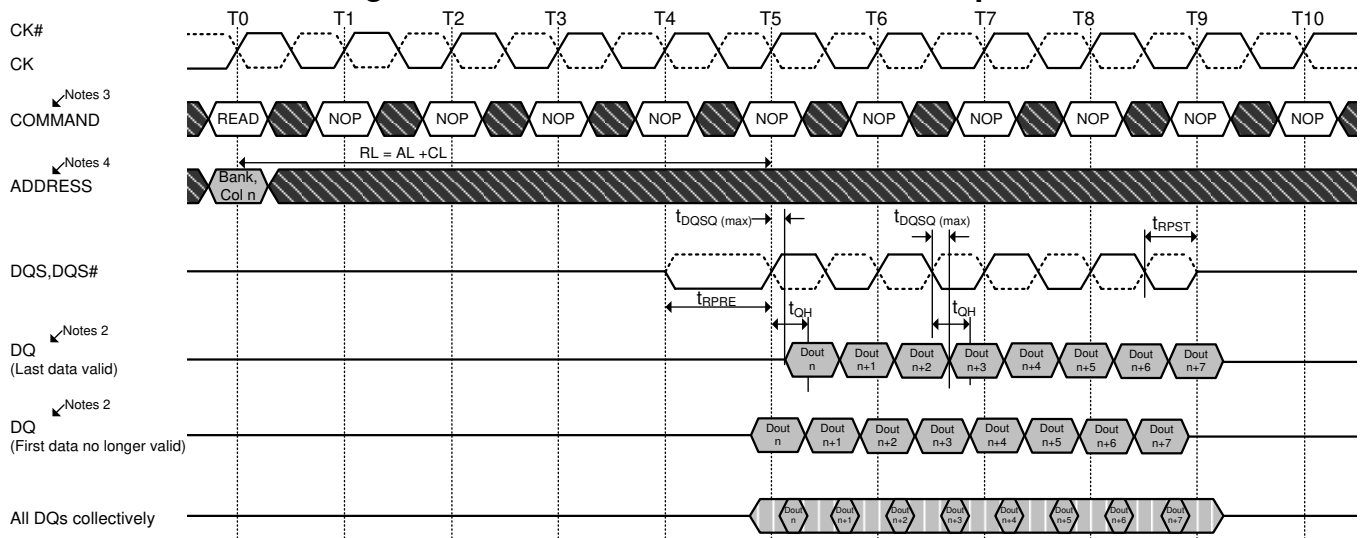 T0 T1 T2 T3 T4 T5 T6 T7 T8 T9 T10
CK#
CK
Notes 3
COMMAND READ NOP NOP NOP NOP NOP NOP NOP NOP NOP NOP
RL = AL +CL
Notes 4
ADDRESS
Bank,
Col n
tDQSQ (max) tDQSQ (max) tRPST
DQS,DQS#
tRPRE tQH tQH
Notes 2
DQ
(Last data valid)
Dout Dout Dout Dout Dout Dout Dout Dout
n n+1 n+2 n+3 n+4 n+5 n+6 n+7
Notes 2
DQ
(First data no longer valid)
Dout Dout Dout Dout Dout Dout Dout Dout
n n+1 n+2 n+3 n+4 n+5 n+6 n+7
All DQs collectively
Dout Dout Dout Dout Dout Dout Dout Dout
n n+1 n+2 n+3 n+4 n+5 n+6 n+7